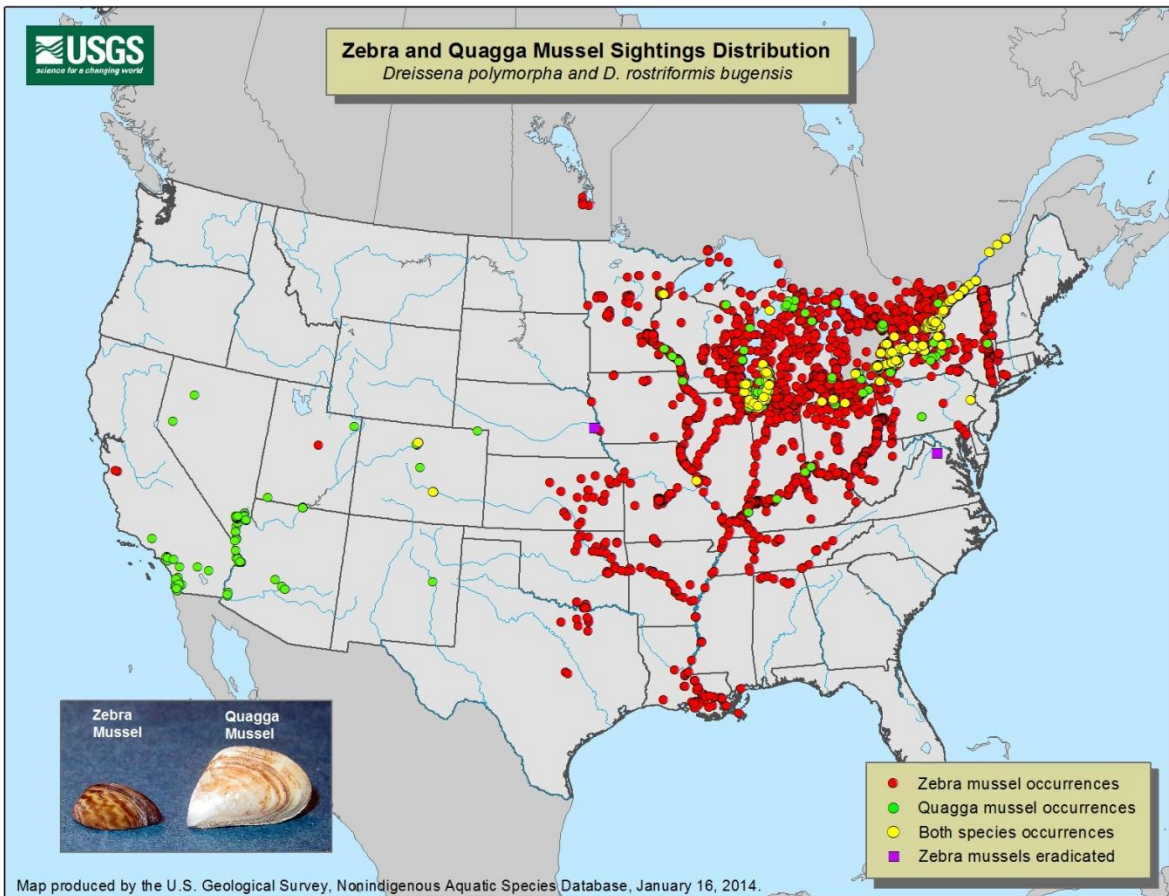 USGS
science for a changing world
Zebra and Quagga Mussel Sightings Distribution
Dreissena polymorpha and D. rostriformis bugensis
Zebra
Mussel
Quagga
Mussel
Zebra mussel occurrences
Quagga mussel occurrences
Both species occurrences
Zebra mussels eradicated
Map produced by the U.S. Geological Survey, Nonindigenous Aquatic Species Database, January 16, 2014.